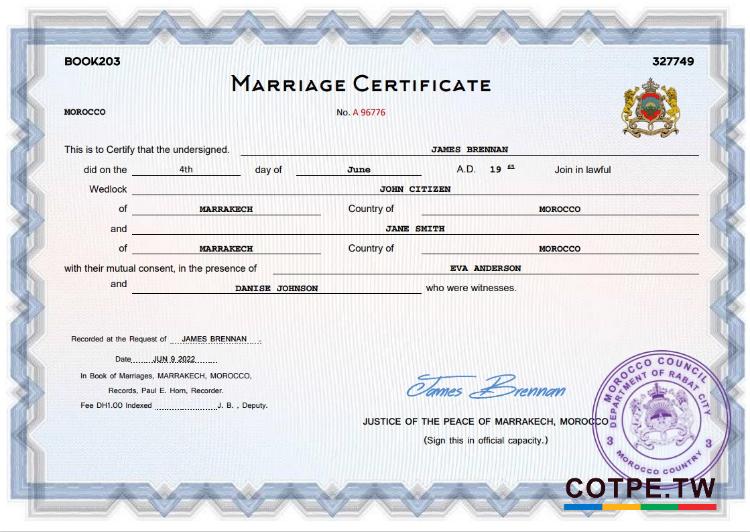 BOOK203
327749
MARRIAGE CERTIFICATE
MOROCCO
No. A 96776
This is to Certify that the undersigned. JAMES BRENNAN
did on the 4th day of June A.D. 19 61 Join in lawful
Wedlock JOHN CITIZEN
of MARRAKECH Country of MOROCCO
and JANE SMITH
of MARRAKECH Country of MOROCCO
with their mutual consent, in the presence of EVA ANDERSON
and DANISE JOHNSON who were witnesses.
Recorded at the Request of JAMES BRENNAN
Date JUN 9 2022
In Book of Marriages, MARRAKECH, MOROCCO,
Records, Paul E. Horn, Recorder.
Fee DH1.00 Indexed J. B. , Deputy.
James Brennan
JUSTICE OF THE PEACE OF MARRAKECH, MOROCCO
(Sign this in official capacity.)
MOROCCO COUNCIL
DEPARTMENT OF RABAT CITY
3 3
MOROCCO COUNTRY
COTPE.TW